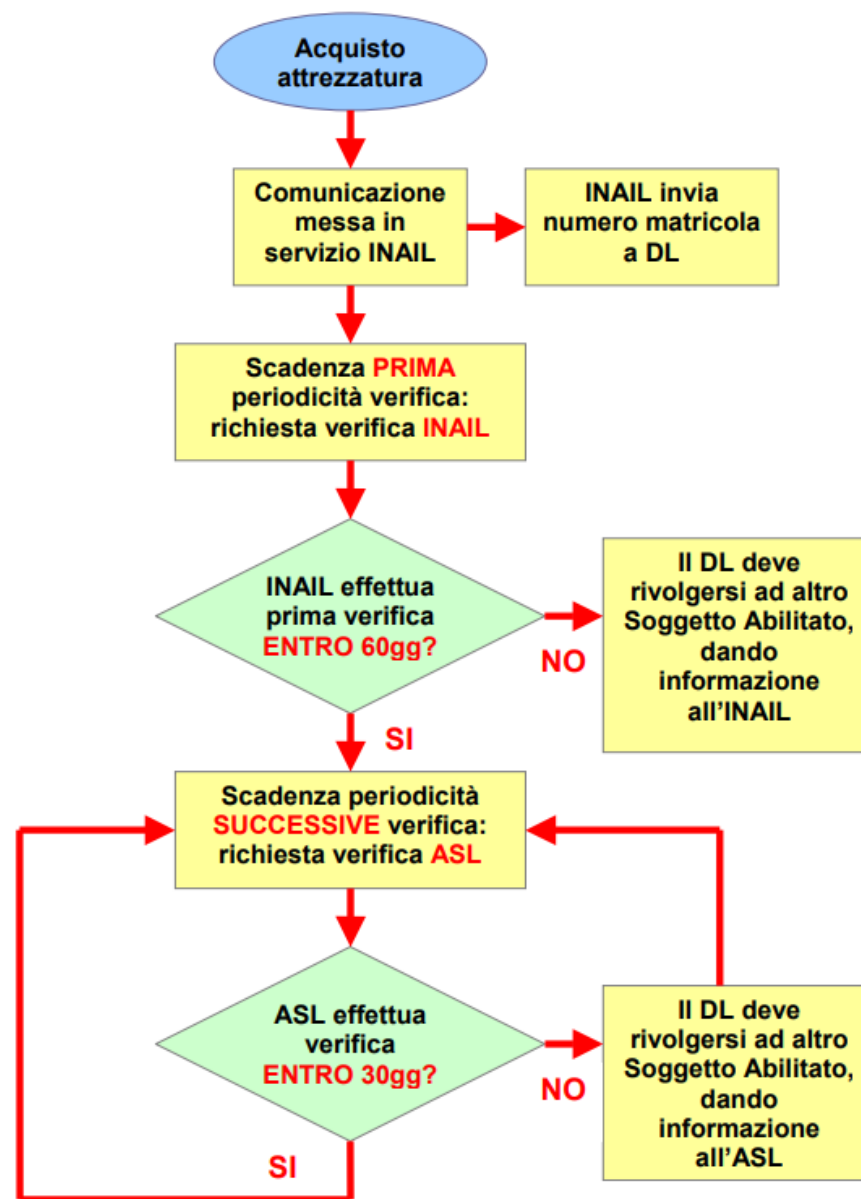 Acquisto
attrezzatura
Comunicazione
messa in
servizio INAIL
INAIL invia
numero matricola
a DL
Scadenza PRIMA
periodicità verifica:
richiesta verifica INAIL
INAIL effettua
prima verifica
ENTRO 60gg?
NO
Il DL deve
rivolgersi ad altro
Soggetto Abilitato,
dando
informazione
all'INAIL
SI
Scadenza periodicità
SUCCESSIVE verifica:
richiesta verifica ASL
ASL effettua
verifica
ENTRO 30gg?
NO
Il DL deve
rivolgersi ad altro
Soggetto Abilitato,
dando
informazione
all'ASL
SI